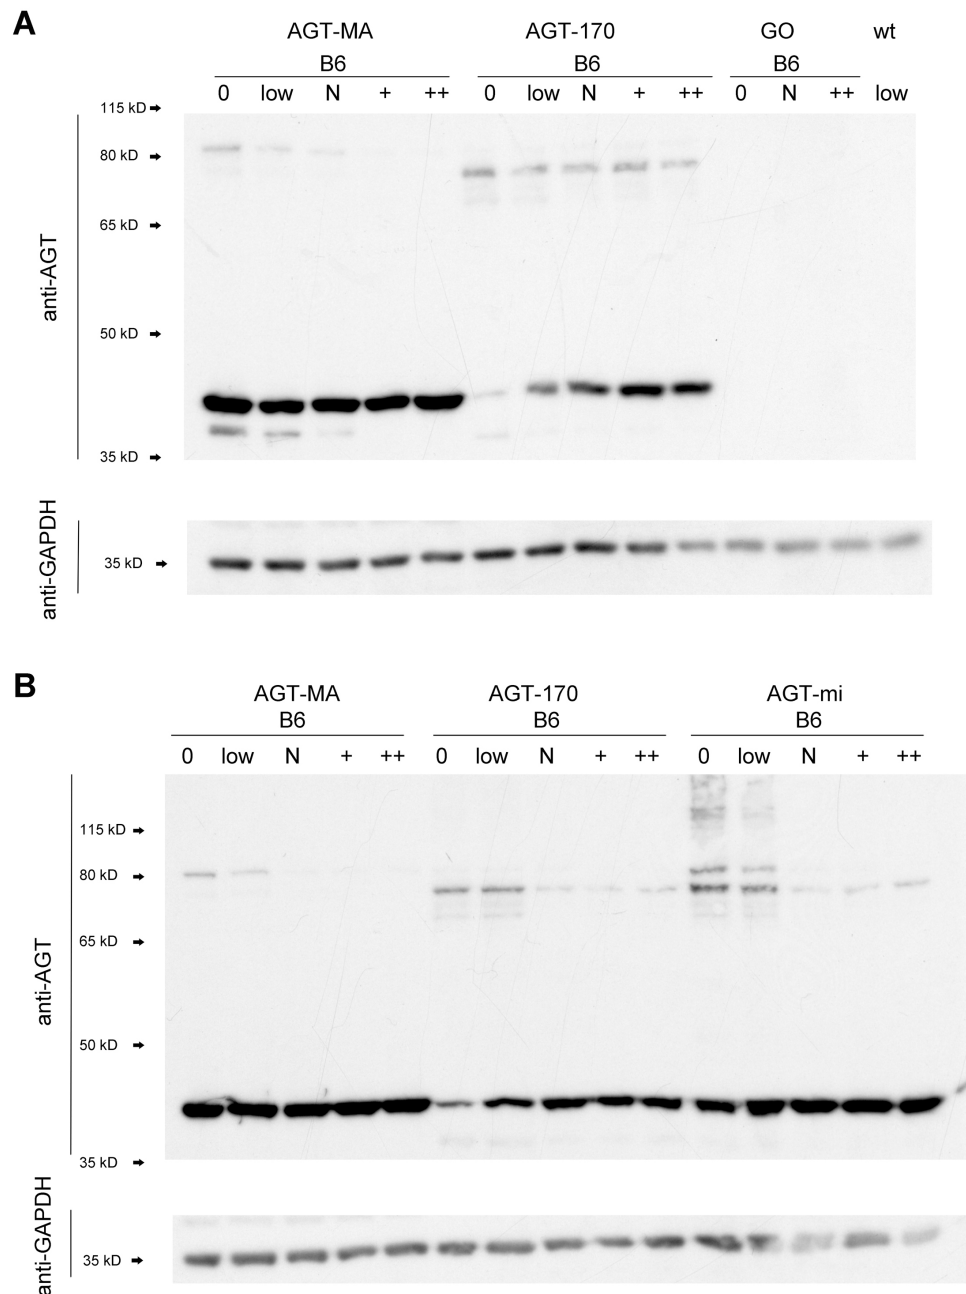 A
AGT-MA AGT-170 GO wt
B6 B6 B6
0 low N + ++ 0 low N + ++ 0 N ++ low
115 kD
80 kD
65 kD
50 kD
35 kD
anti-AGT
35 kD
anti-GAPDH
B
AGT-MA AGT-170 AGT-mi
B6 B6 B6
0 low N + ++ 0 low N + ++ 0 low N + ++
115 kD
80 kD
65 kD
50 kD
35 kD
anti-AGT
35 kD
anti-GAPDH